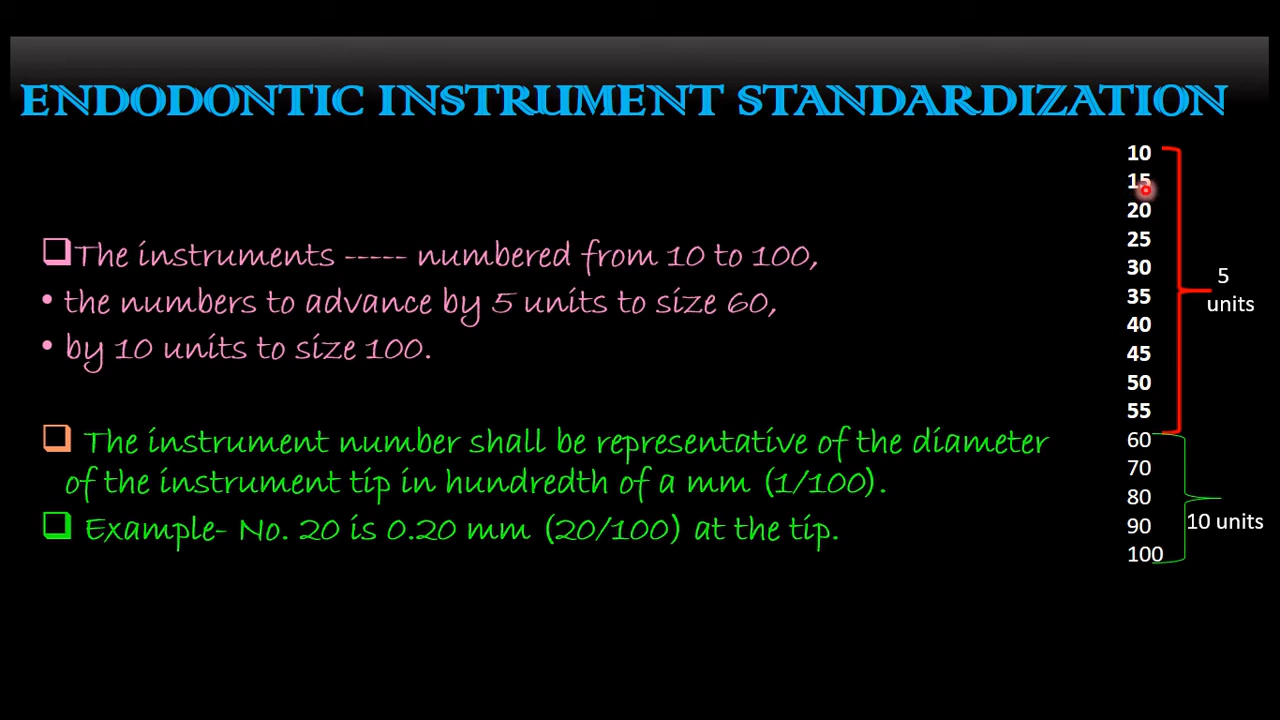 ENDODONTIC INSTRUMENT STANDARDIZATION
The instruments ----- numbered from 10 to 100,
• the numbers to advance by 5 units to size 60,
• by 10 units to size 100.
The instrument number shall be representative of the diameter
of the instrument tip in hundredth of a mm (1/100).
Example- No. 20 is 0.20 mm (20/100) at the tip.
10
15
20
25
30
35
40
45
50
55
60
70
80
90
100
5
units
10 units